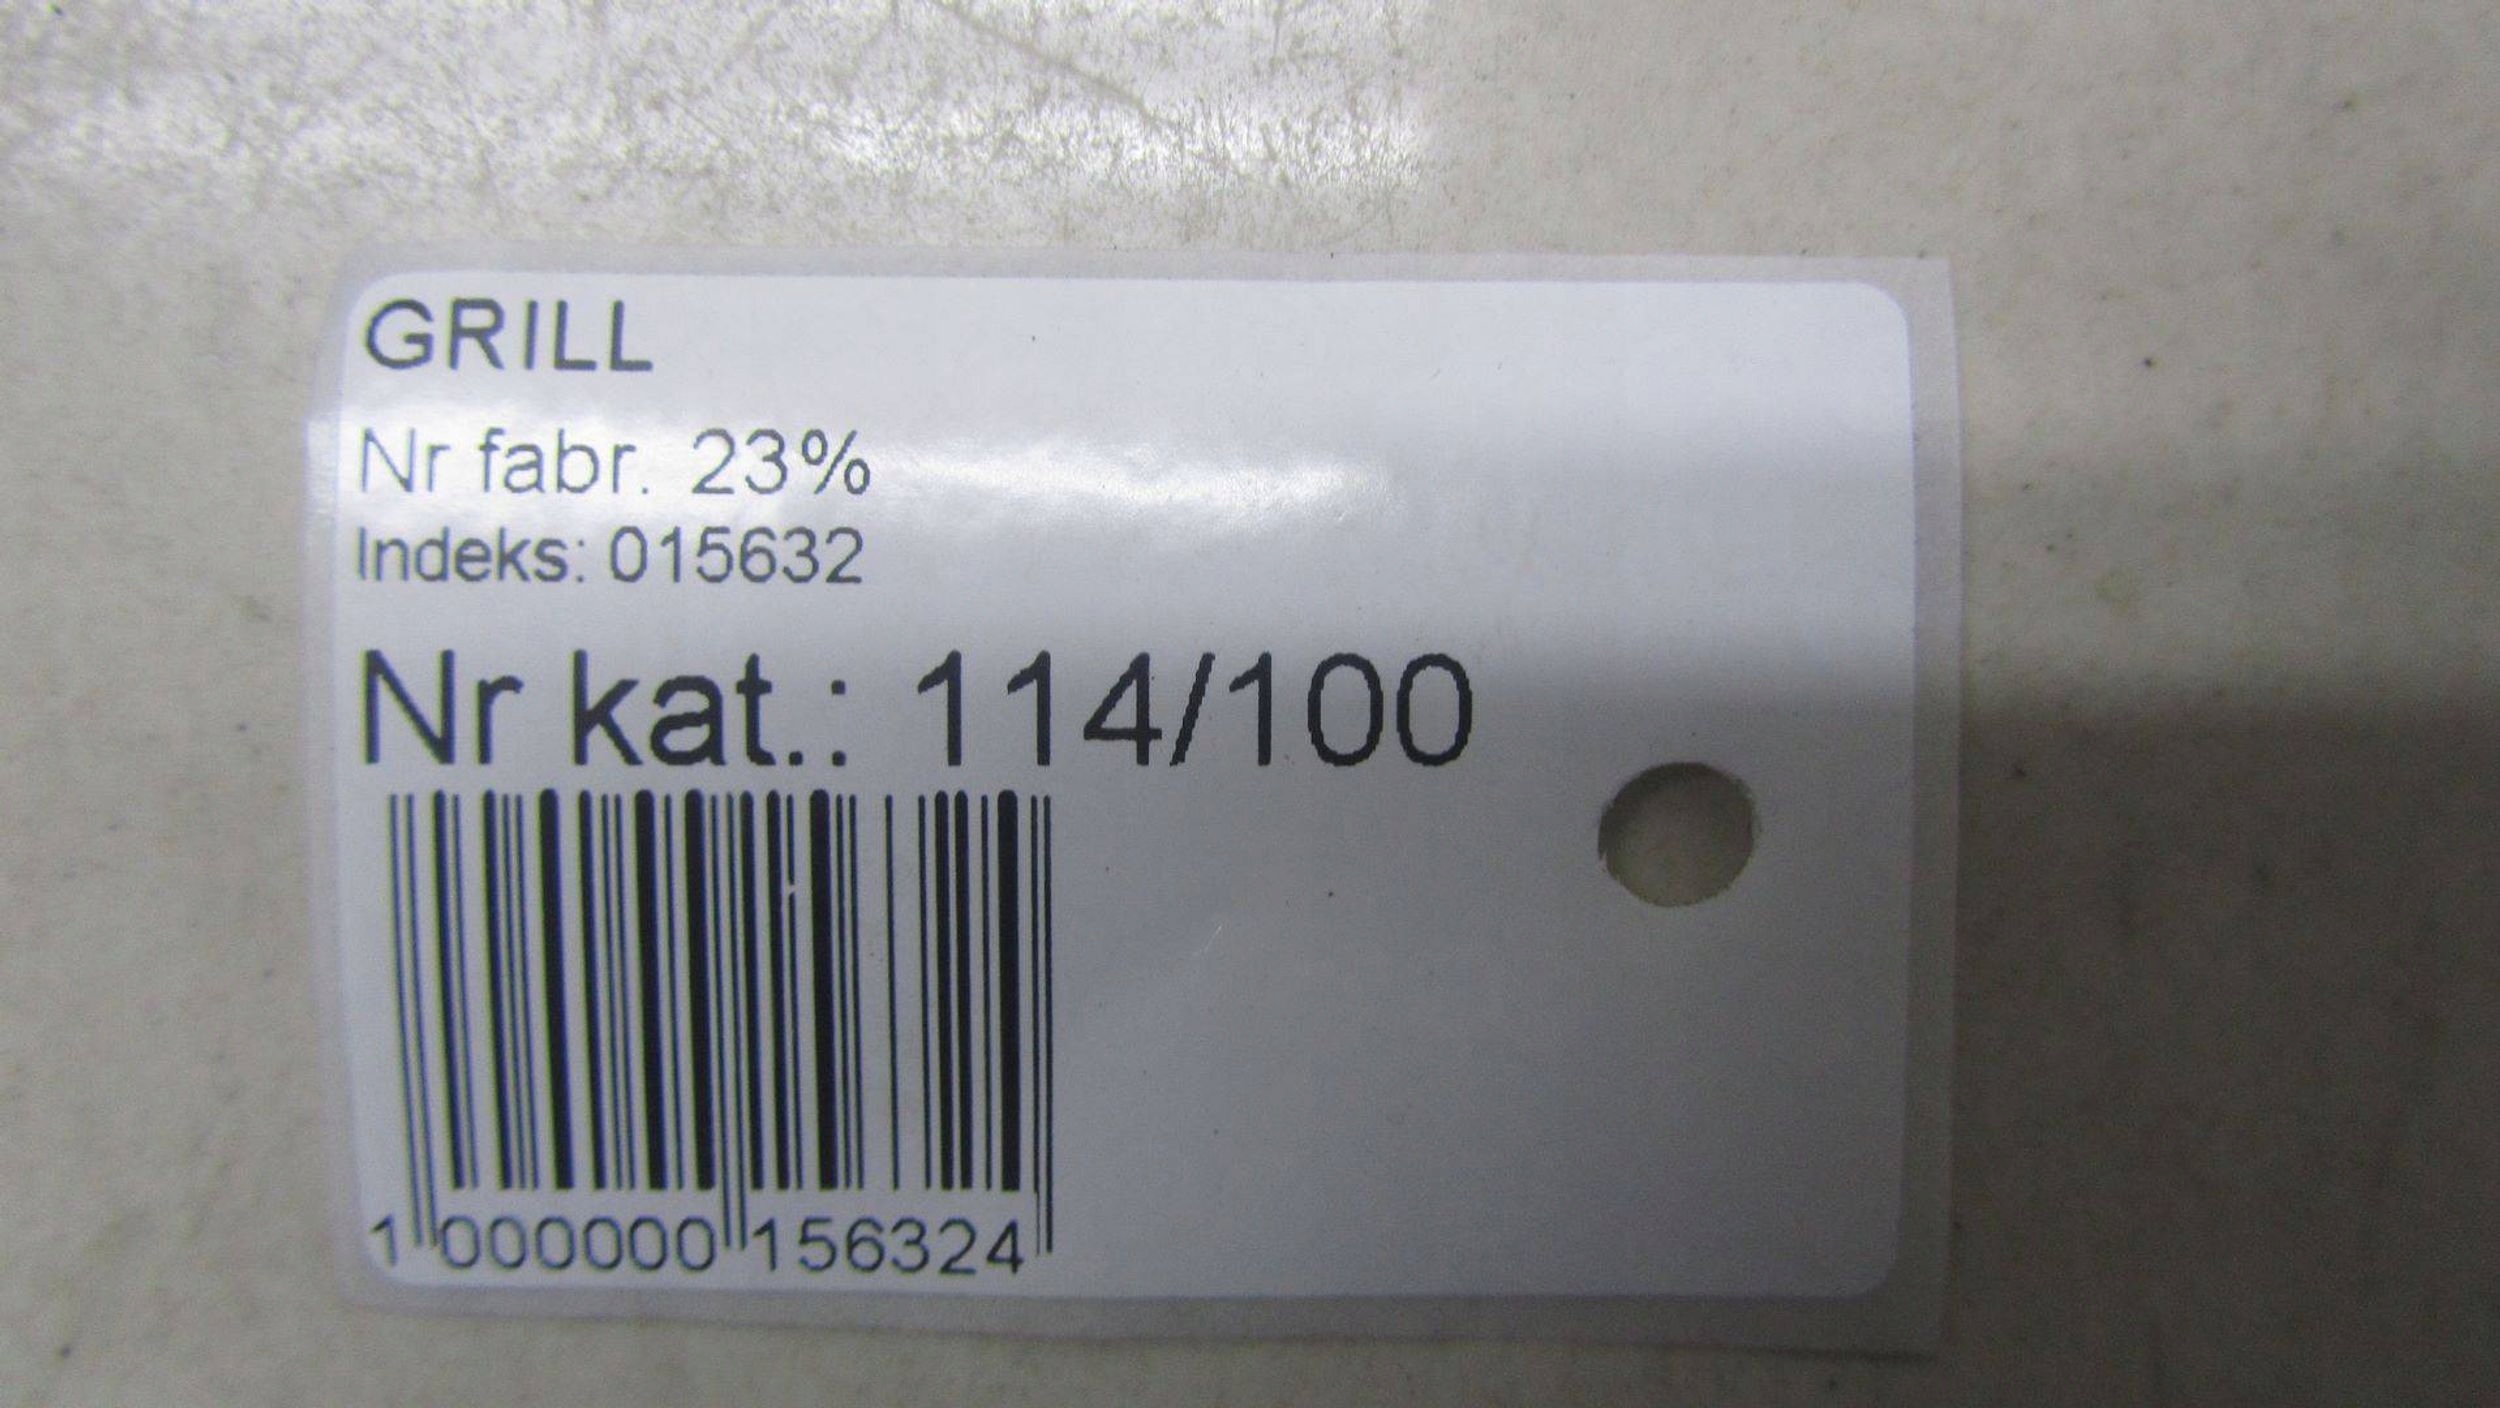 GRILL
Nr fabr. 23%
Indeks: 015632
Nr kat.: 114/100
1 000000 156324